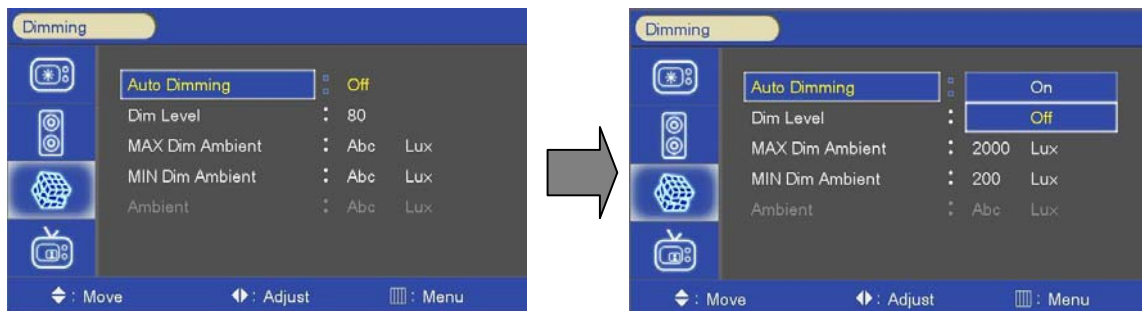 Dimming
Auto Dimming : Off
Dim Level : 80
MAX Dim Ambient : Abc Lux
MIN Dim Ambient : Abc Lux
Ambient : Abc Lux
: Move : Adjust : Menu
Dimming
Auto Dimming : On
Dim Level : Off
MAX Dim Ambient : 2000 Lux
MIN Dim Ambient : 200 Lux
Ambient : Abc Lux
: Move : Adjust : Menu